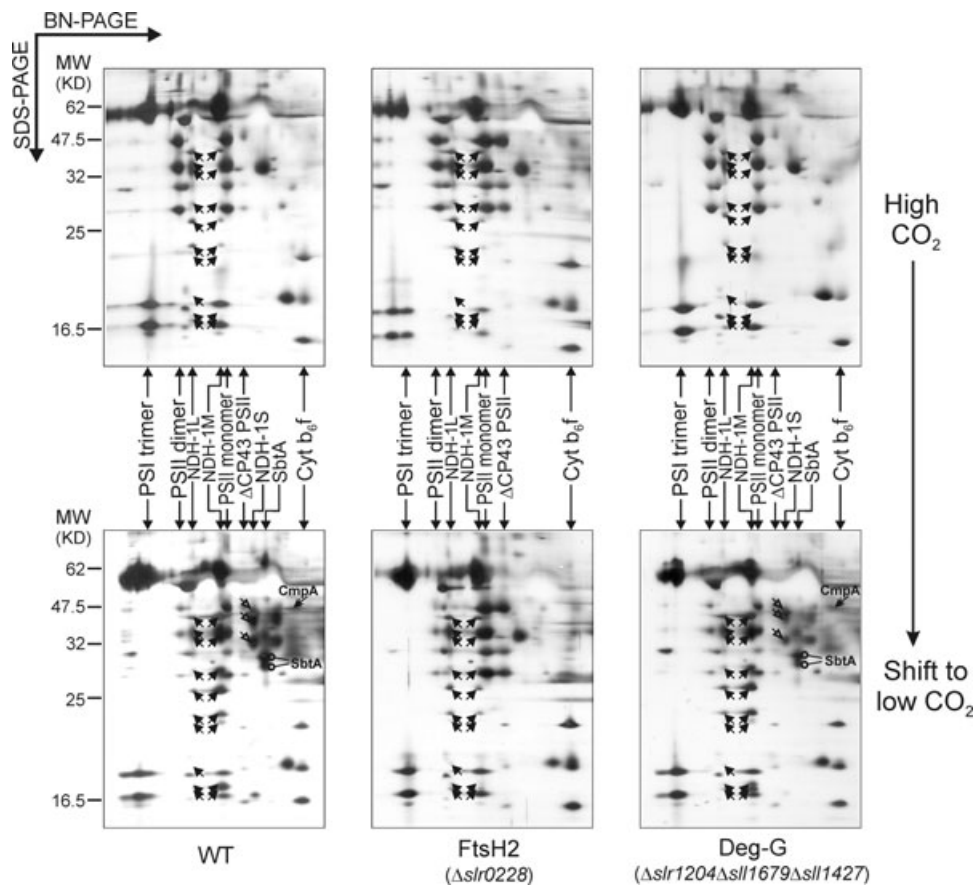 BN-PAGE
SDS-PAGE
MW
(KD)
62
47.5
32
25
16.5
High
CO₂
PSI trimer
PSII dimer
NDH-1L
NDH-1M
PSII monomer
ΔCP43 PSII
NDH-1S
SbtA
Cyt b₆f
PSI trimer
PSII dimer
NDH-1L
NDH-1M
PSII monomer
ΔCP43 PSII
Cyt b₆f
PSI trimer
PSII dimer
NDH-1L
NDH-1M
PSII monomer
ΔCP43 PSII
NDH-1S
SbtA
Cyt b₆f
MW
(KD)
62
47.5
32
25
16.5
CmpA
SbtA
CmpA
SbtA
Shift to
low CO₂
WT
FtsH2
(Δslr0228)
Deg-G
(Δslr1204Δsll1679Δsll1427)